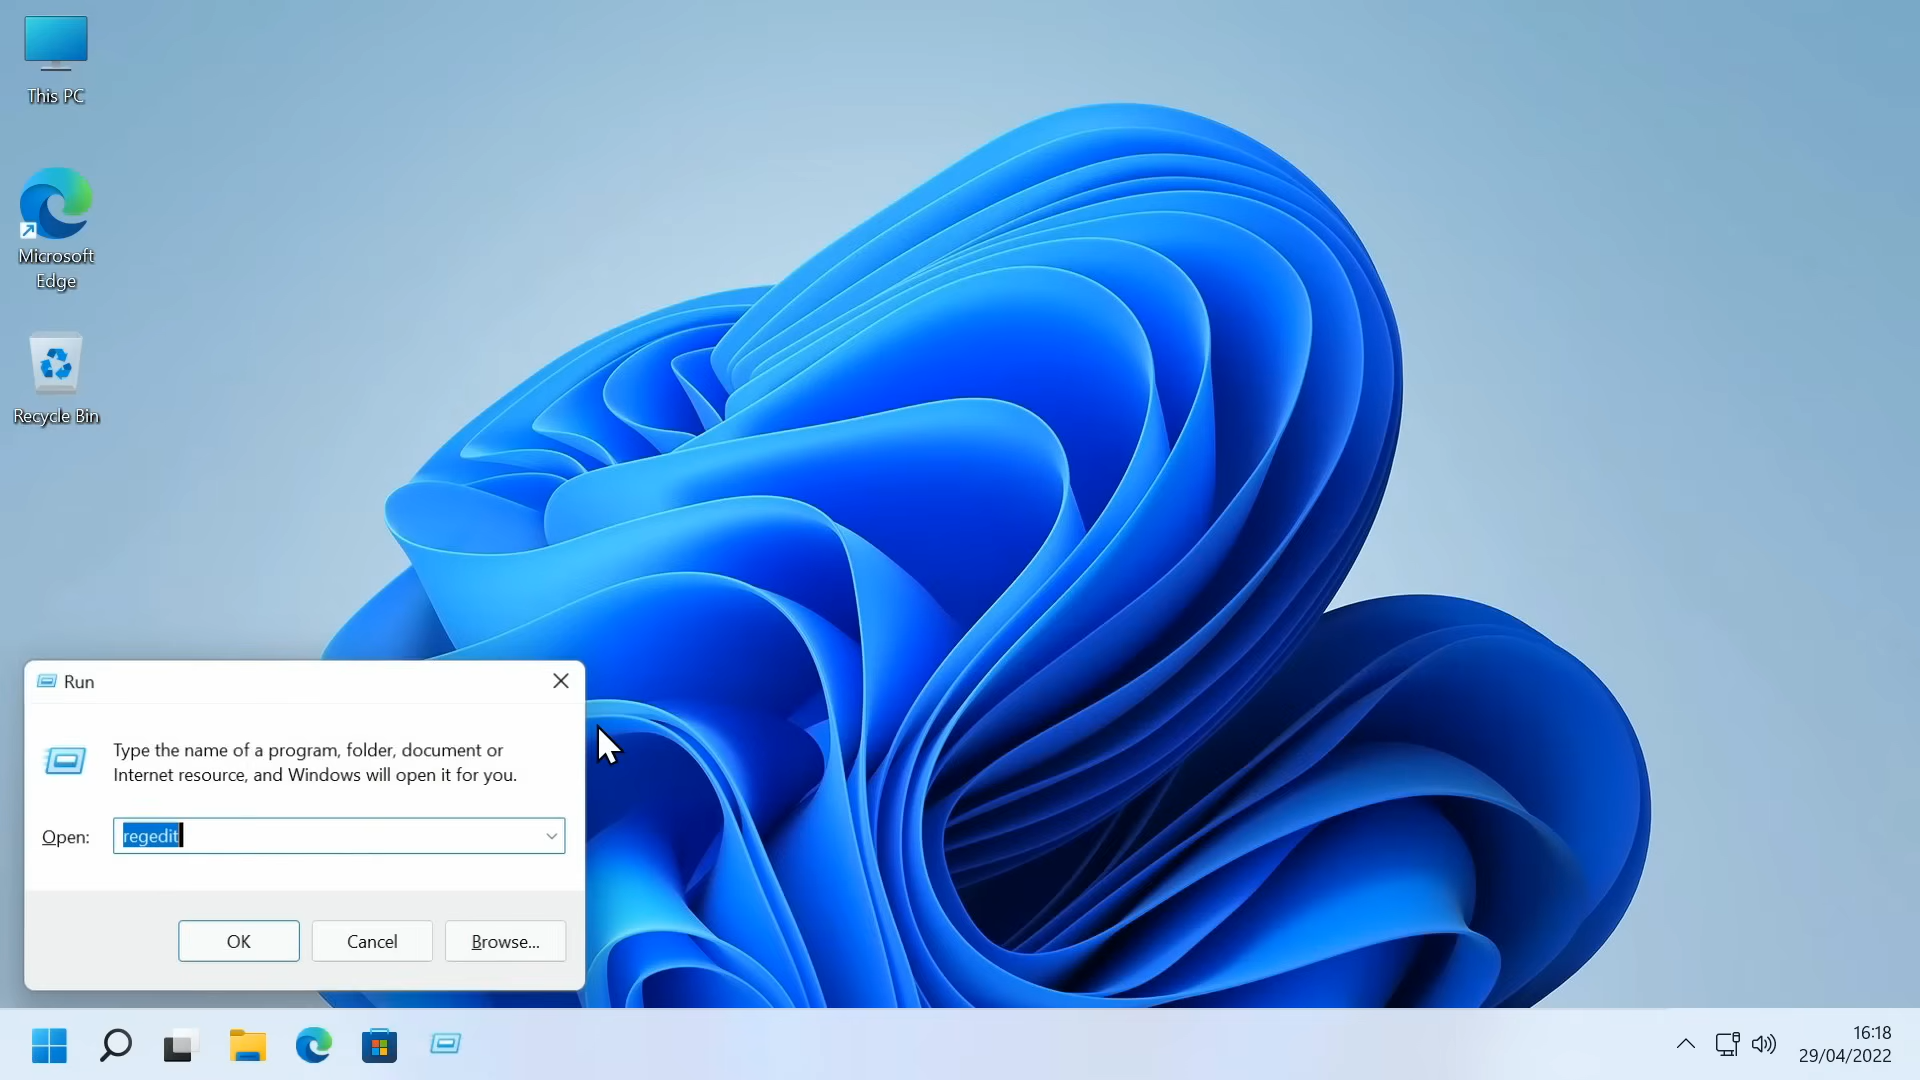 This PC
Microsoft
Edge
Recycle Bin
Run
Type the name of a program, folder, document or
Internet resource, and Windows will open it for you.
Open:
regedit
OK
Cancel
Browse...
16:18
29/04/2022